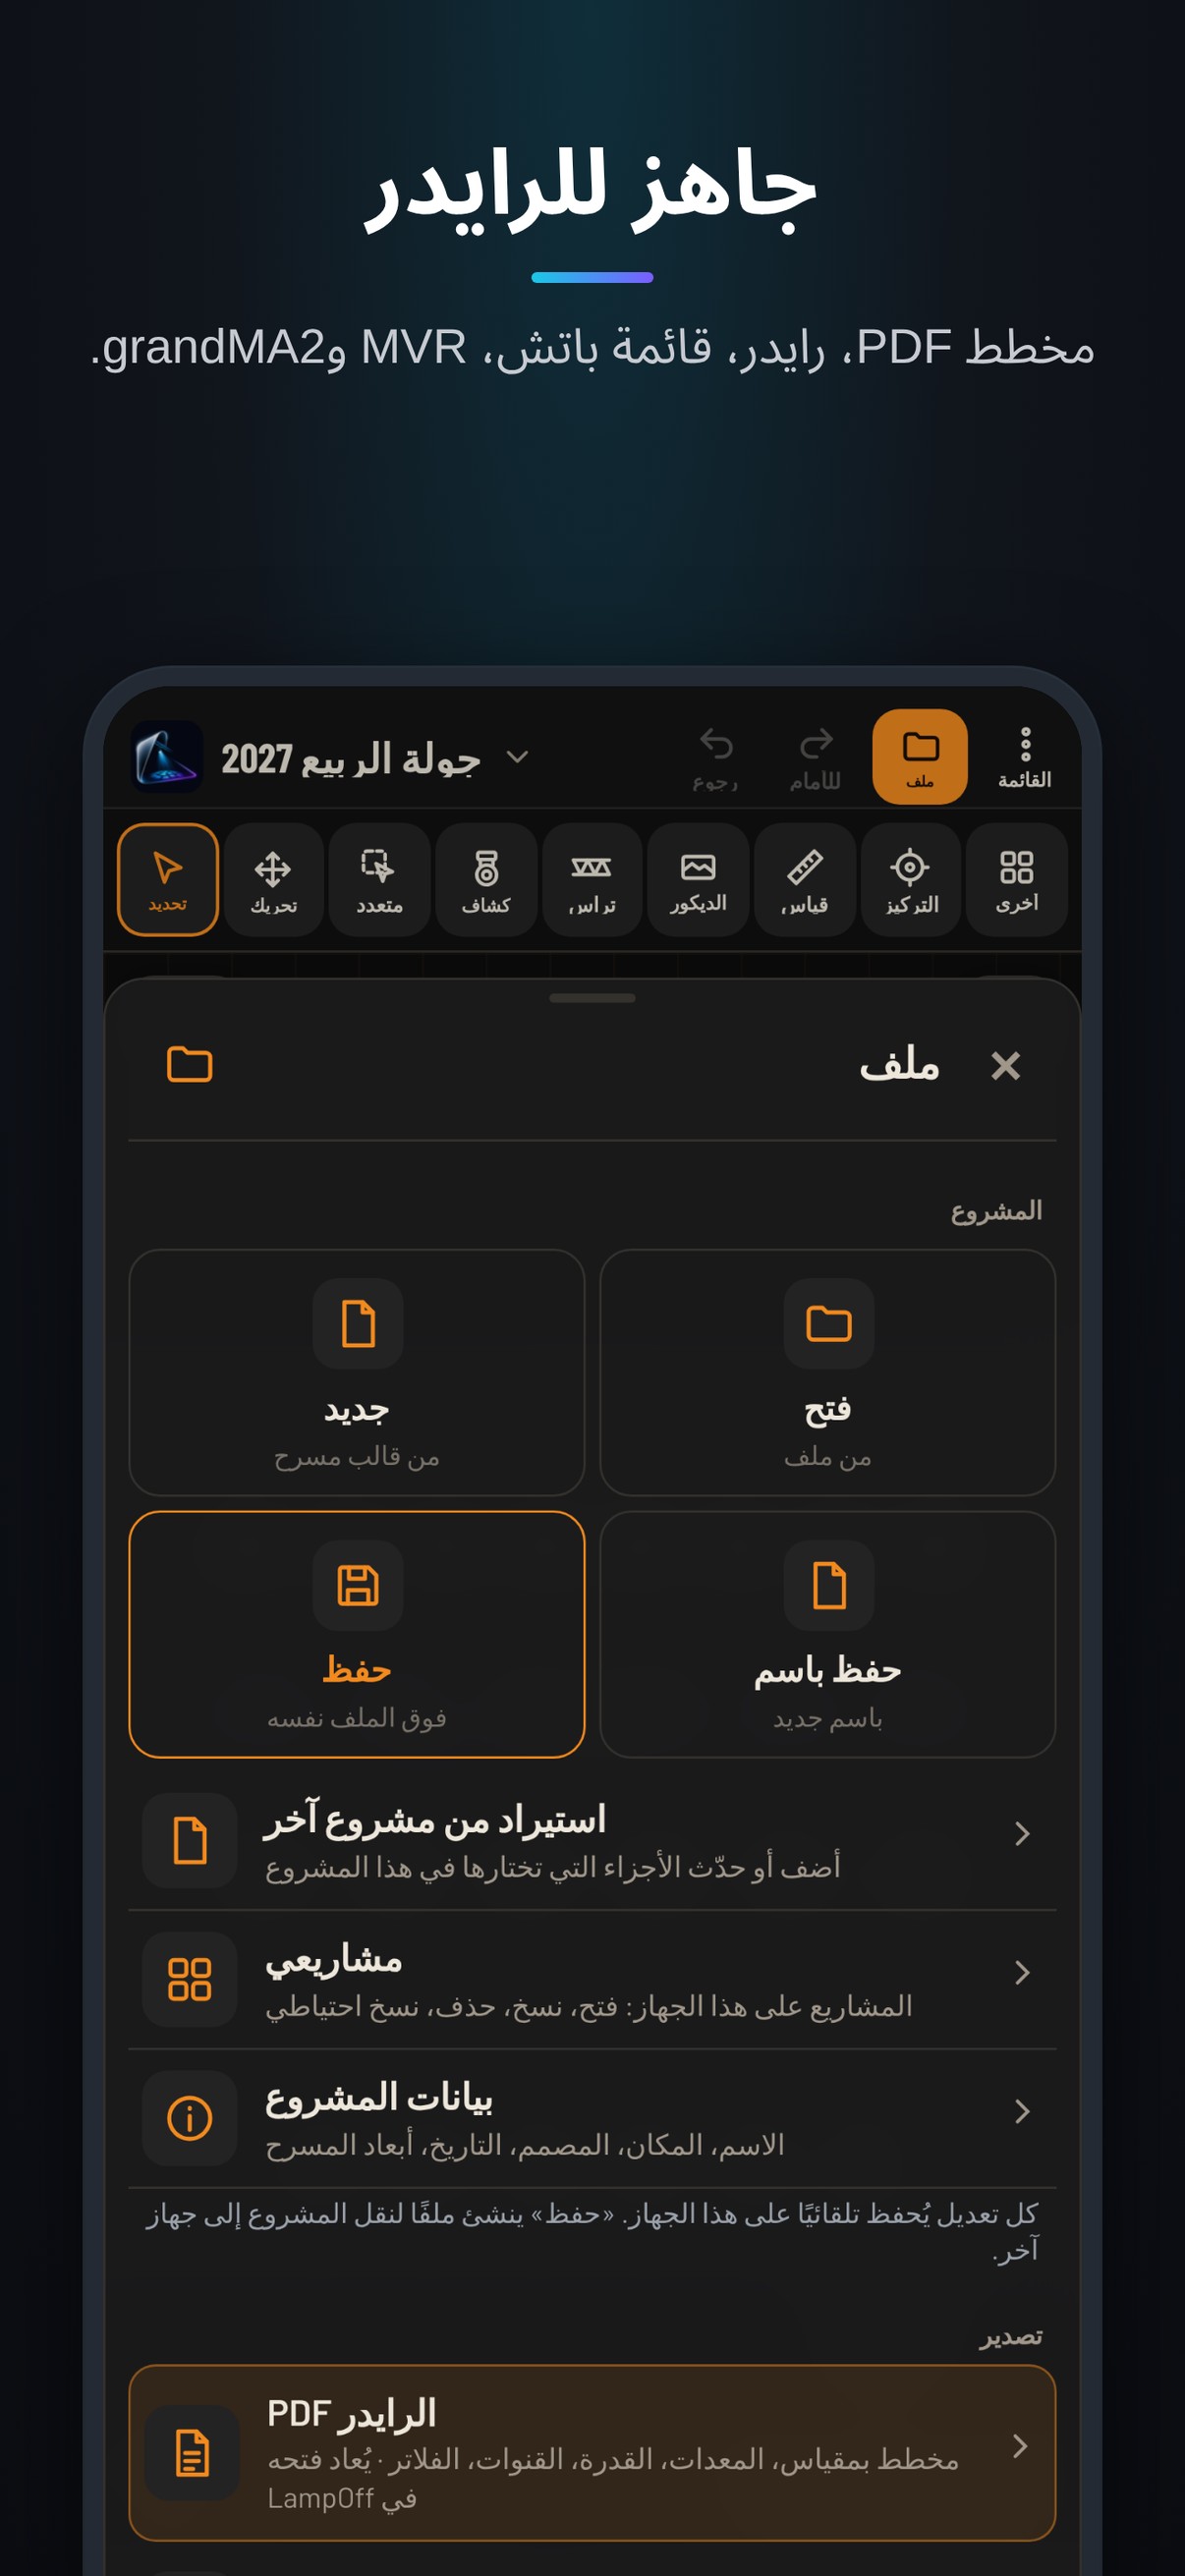 جاهز للرايدر
مخطط PDF، رايدر، قائمة باتش، MVR وgrandMA2.
جولة الربيع 2027
رجوع
للأمام
ملف
القائمة
تحديد
تحريك
متعدد
كشاف
تراس
الديكور
قياس
التركيز
أخرى
ملف
المشروع
فتح
من ملف
جديد
من قالب مسرح
حفظ باسم
باسم جديد
حفظ
فوق الملف نفسه
استيراد من مشروع آخر
أضف أو حدّث الأجزاء التي تختارها في هذا المشروع
مشاريعي
المشاريع على هذا الجهاز: فتح، نسخ، حذف، نسخ احتياطي
بيانات المشروع
الاسم، المكان، المصمم، التاريخ، أبعاد المسرح
كل تعديل يُحفظ تلقائيًا على هذا الجهاز. «حفظ» ينشئ ملفًا لنقل المشروع إلى جهاز
آخر.
تصدير
الرايدر PDF
مخطط بمقياس، المعدات، القدرة، القنوات، الفلاتر · يُعاد فتحه
في LampOff